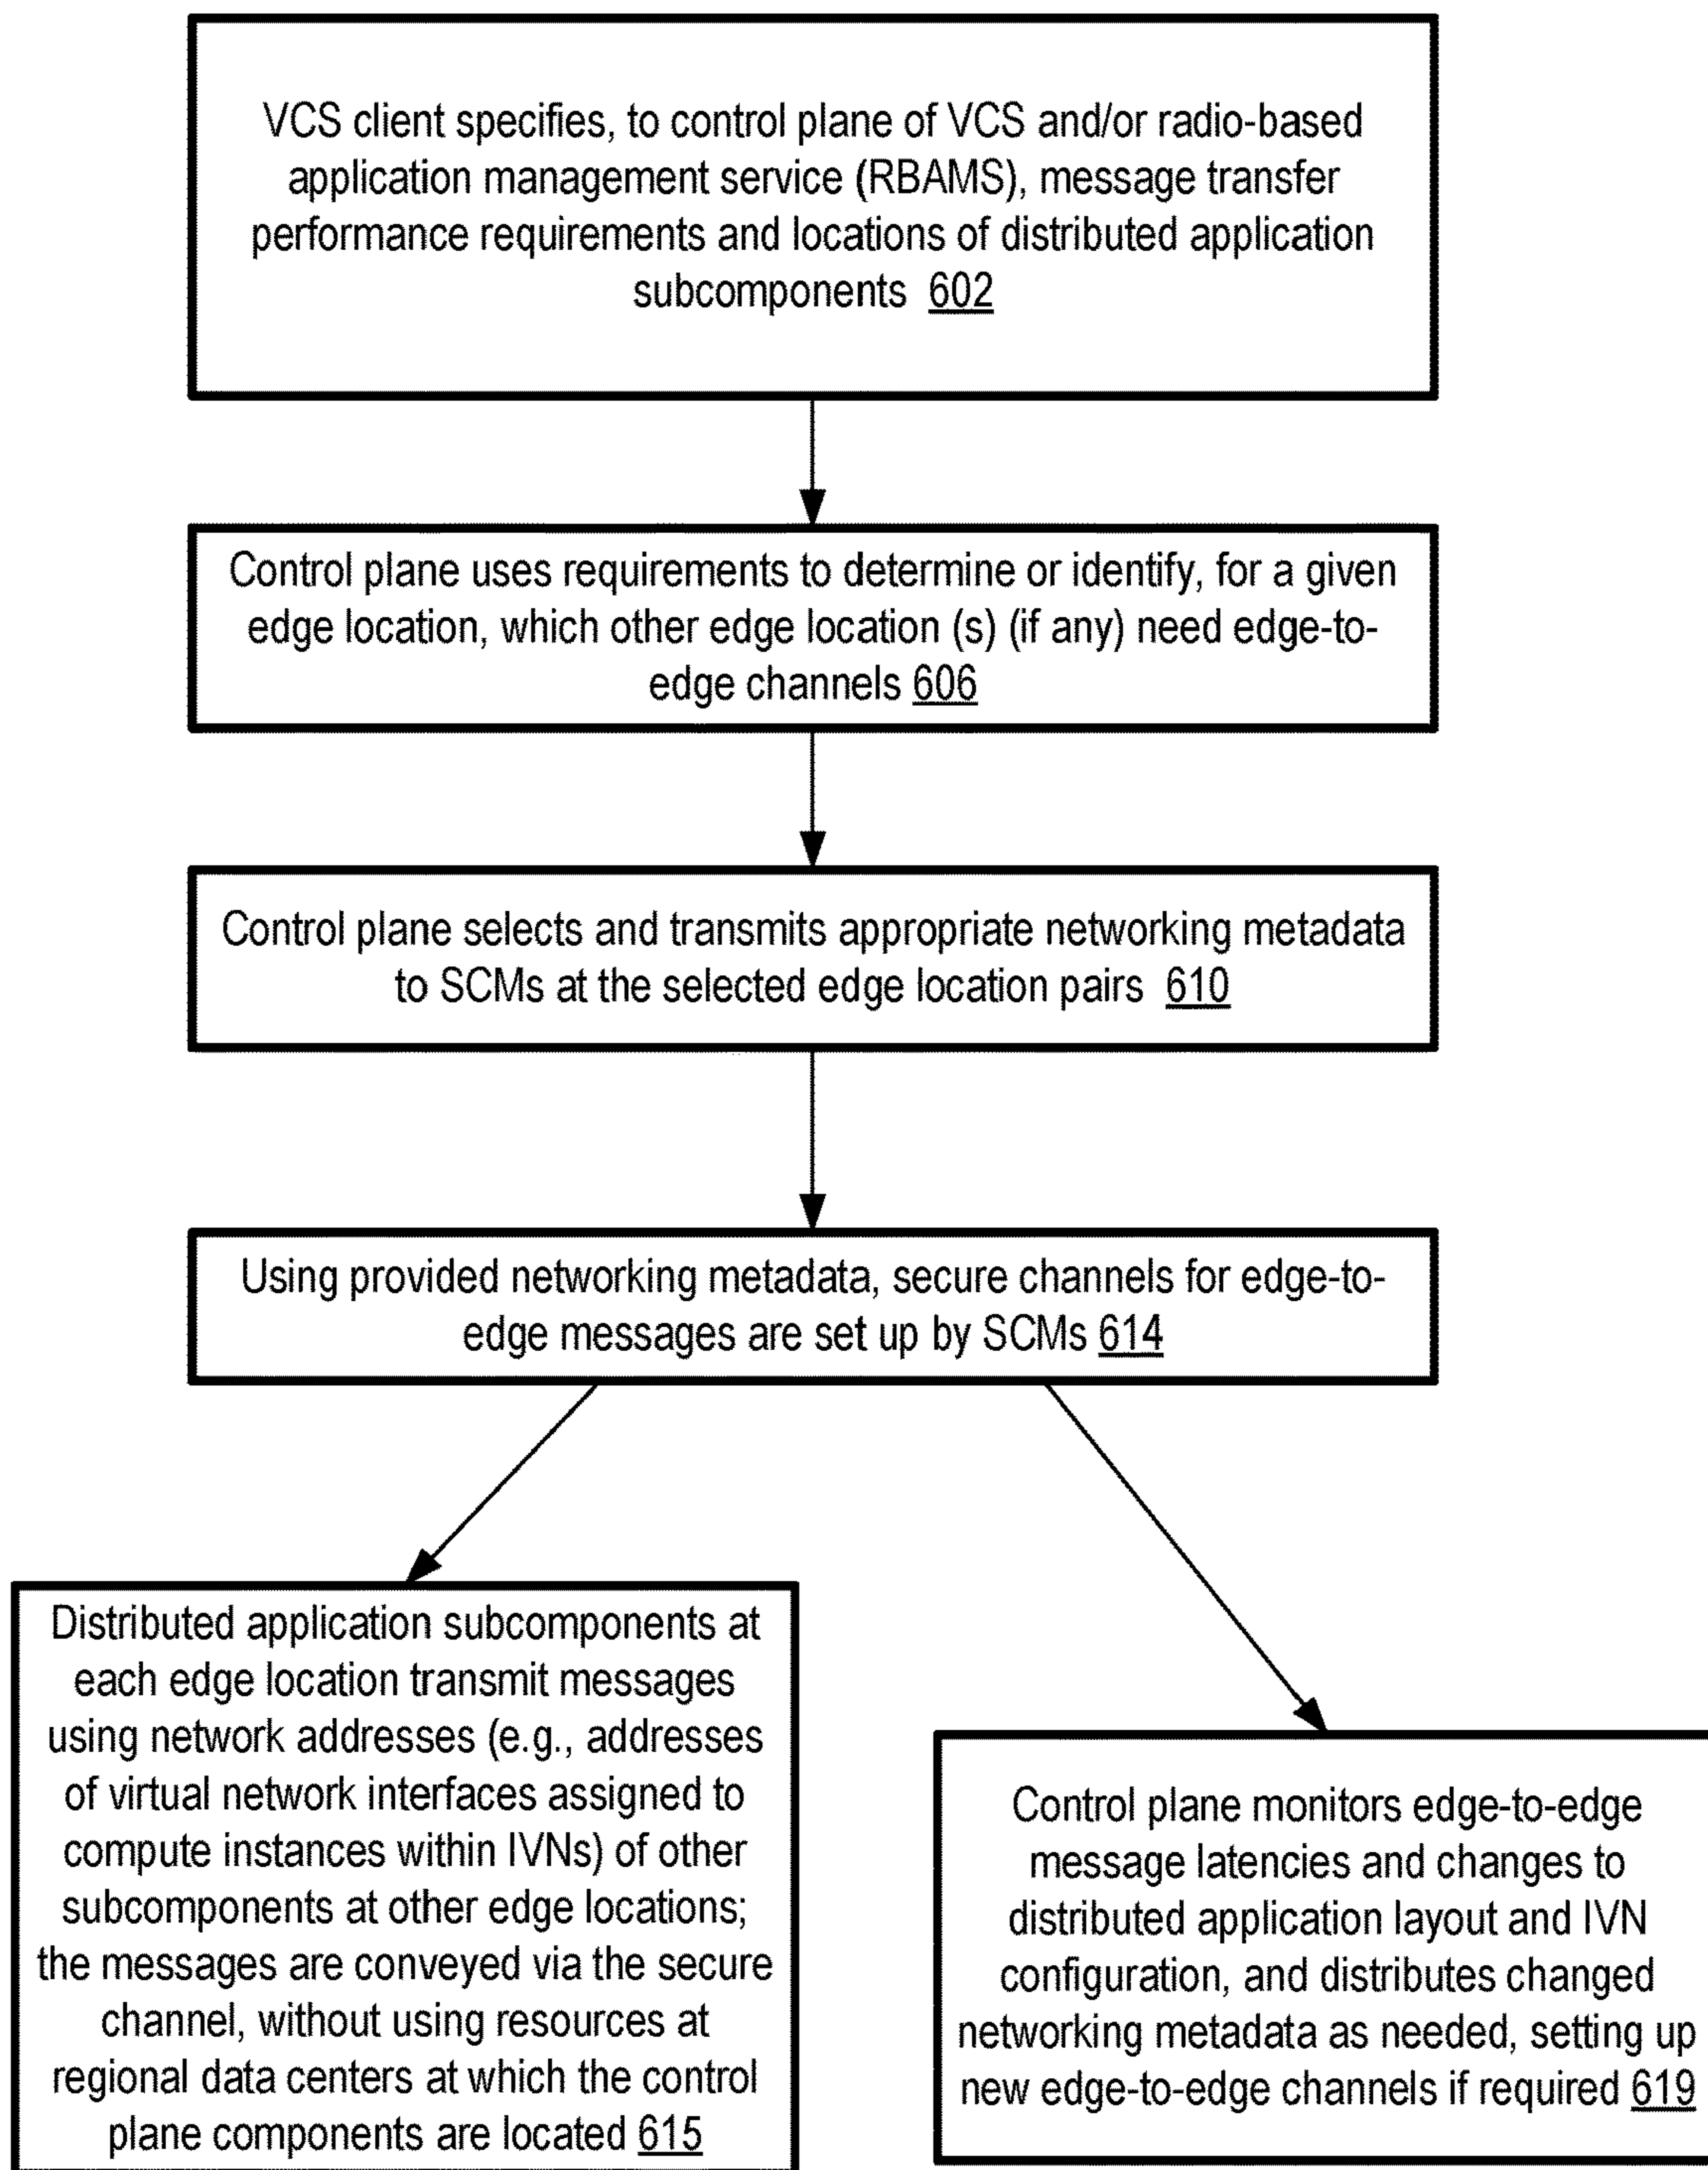 VCS client specifies, to control plane of VCS and/or radio-based
application management service (RBAMS), message transfer
performance requirements and locations of distributed application
subcomponents 602
Control plane uses requirements to determine or identify, for a given
edge location, which other edge location (s) (if any) need edge-to-
edge channels 606
Control plane selects and transmits appropriate networking metadata
to SCMs at the selected edge location pairs 610
Using provided networking metadata, secure channels for edge-to-
edge messages are set up by SCMs 614
Distributed application subcomponents at
each edge location transmit messages
using network addresses (e.g., addresses
of virtual network interfaces assigned to
compute instances within IVNs) of other
subcomponents at other edge locations;
the messages are conveyed via the secure
channel, without using resources at
regional data centers at which the control
plane components are located 615
Control plane monitors edge-to-edge
message latencies and changes to
distributed application layout and IVN
configuration, and distributes changed
networking metadata as needed, setting up
new edge-to-edge channels if required 619